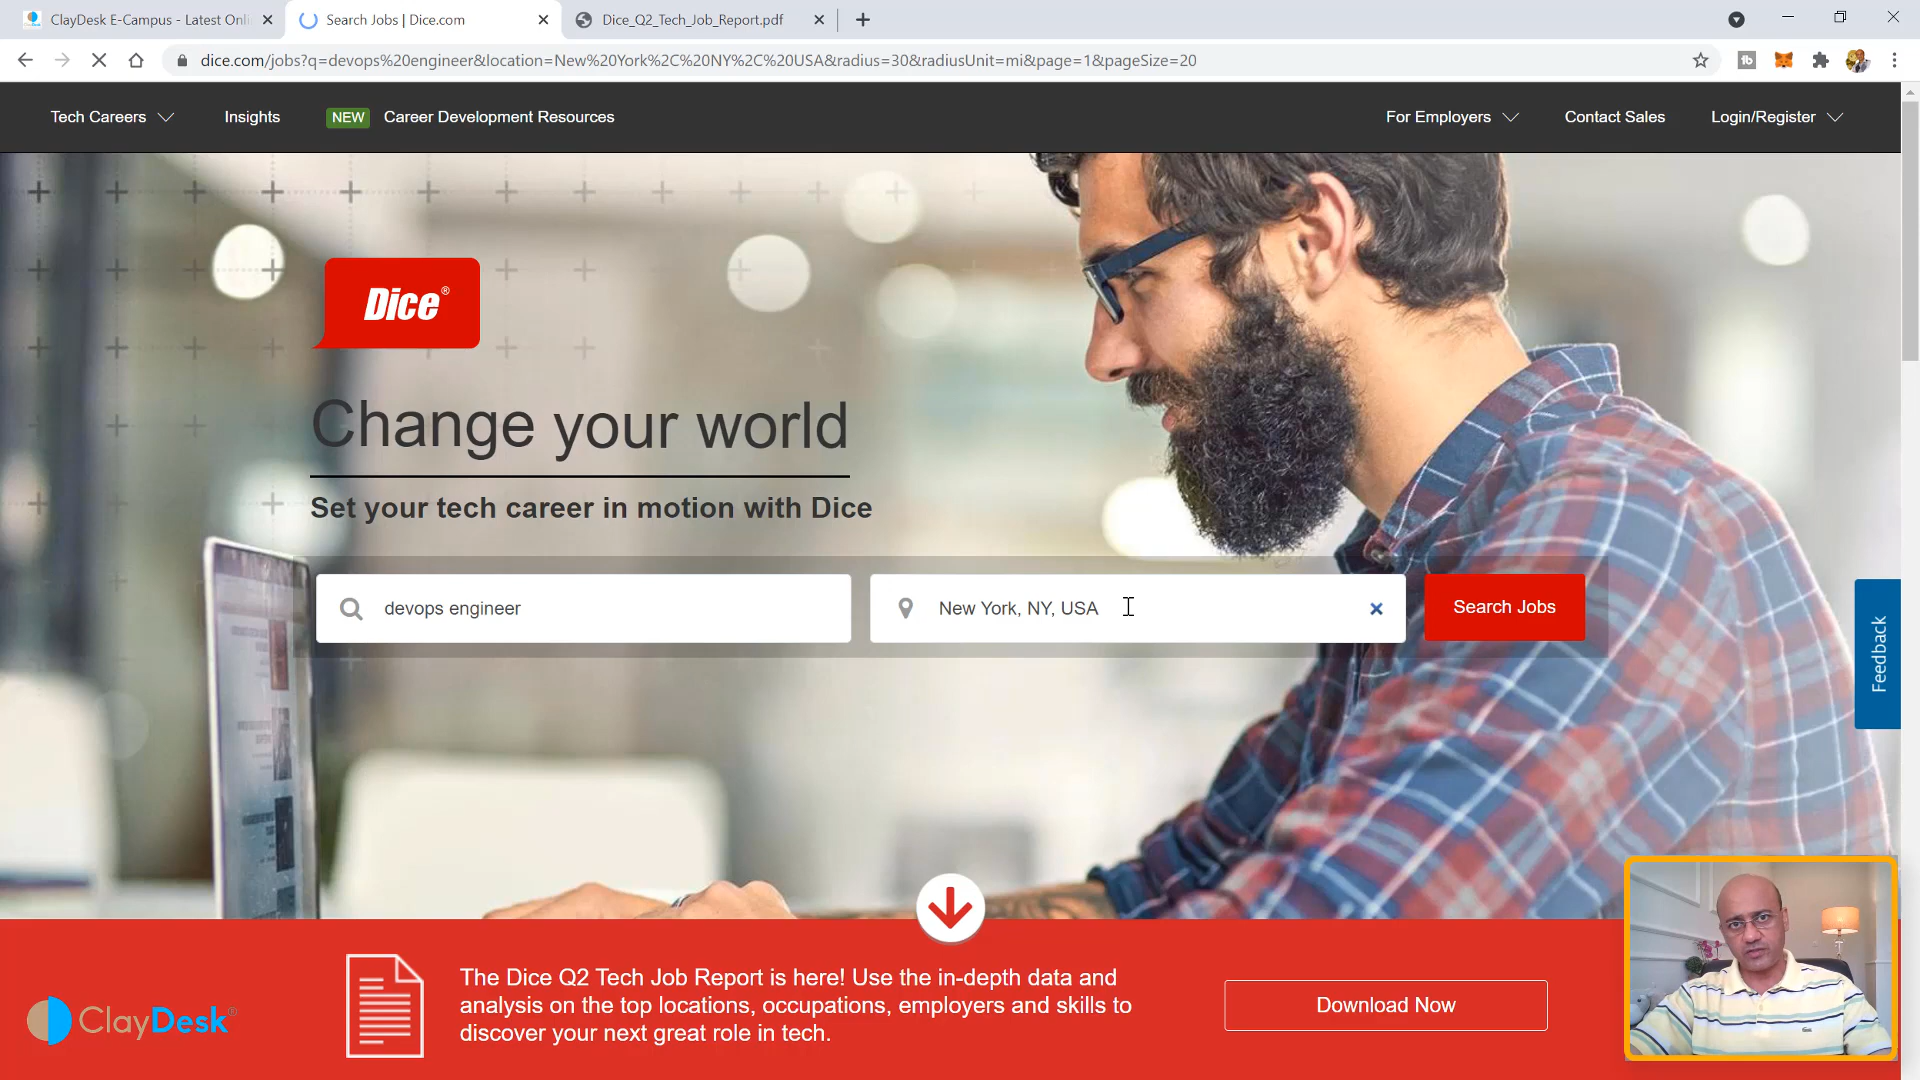 ClayDesk E-Campus - Latest Onli
Search Jobs | Dice.com
Dice_Q2_Tech_Job_Report.pdf
dice.com/jobs?q=devops%20engineer&location=New%20York%2C%20NY%2C%20USA&radius=30&radiusUnit=mi&page=1&pageSize=20
Tech Careers
Insights
NEW
Career Development Resources
For Employers
Contact Sales
Login/Register
Dice®
Change your world
Set your tech career in motion with Dice
devops engineer
New York, NY, USA
Search Jobs
Feedback
The Dice Q2 Tech Job Report is here! Use the in-depth data and
analysis on the top locations, occupations, employers and skills to
discover your next great role in tech.
Download Now
ClayDesk®